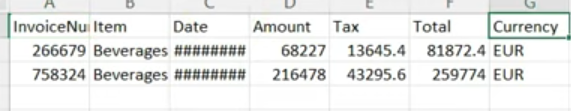 A B C D E F G
InvoiceNu Item Date Amount Tax Total Currency
266679 Beverages ######## 68227 13645.4 81872.4 EUR
758324 Beverages ######## 216478 43295.6 259774 EUR